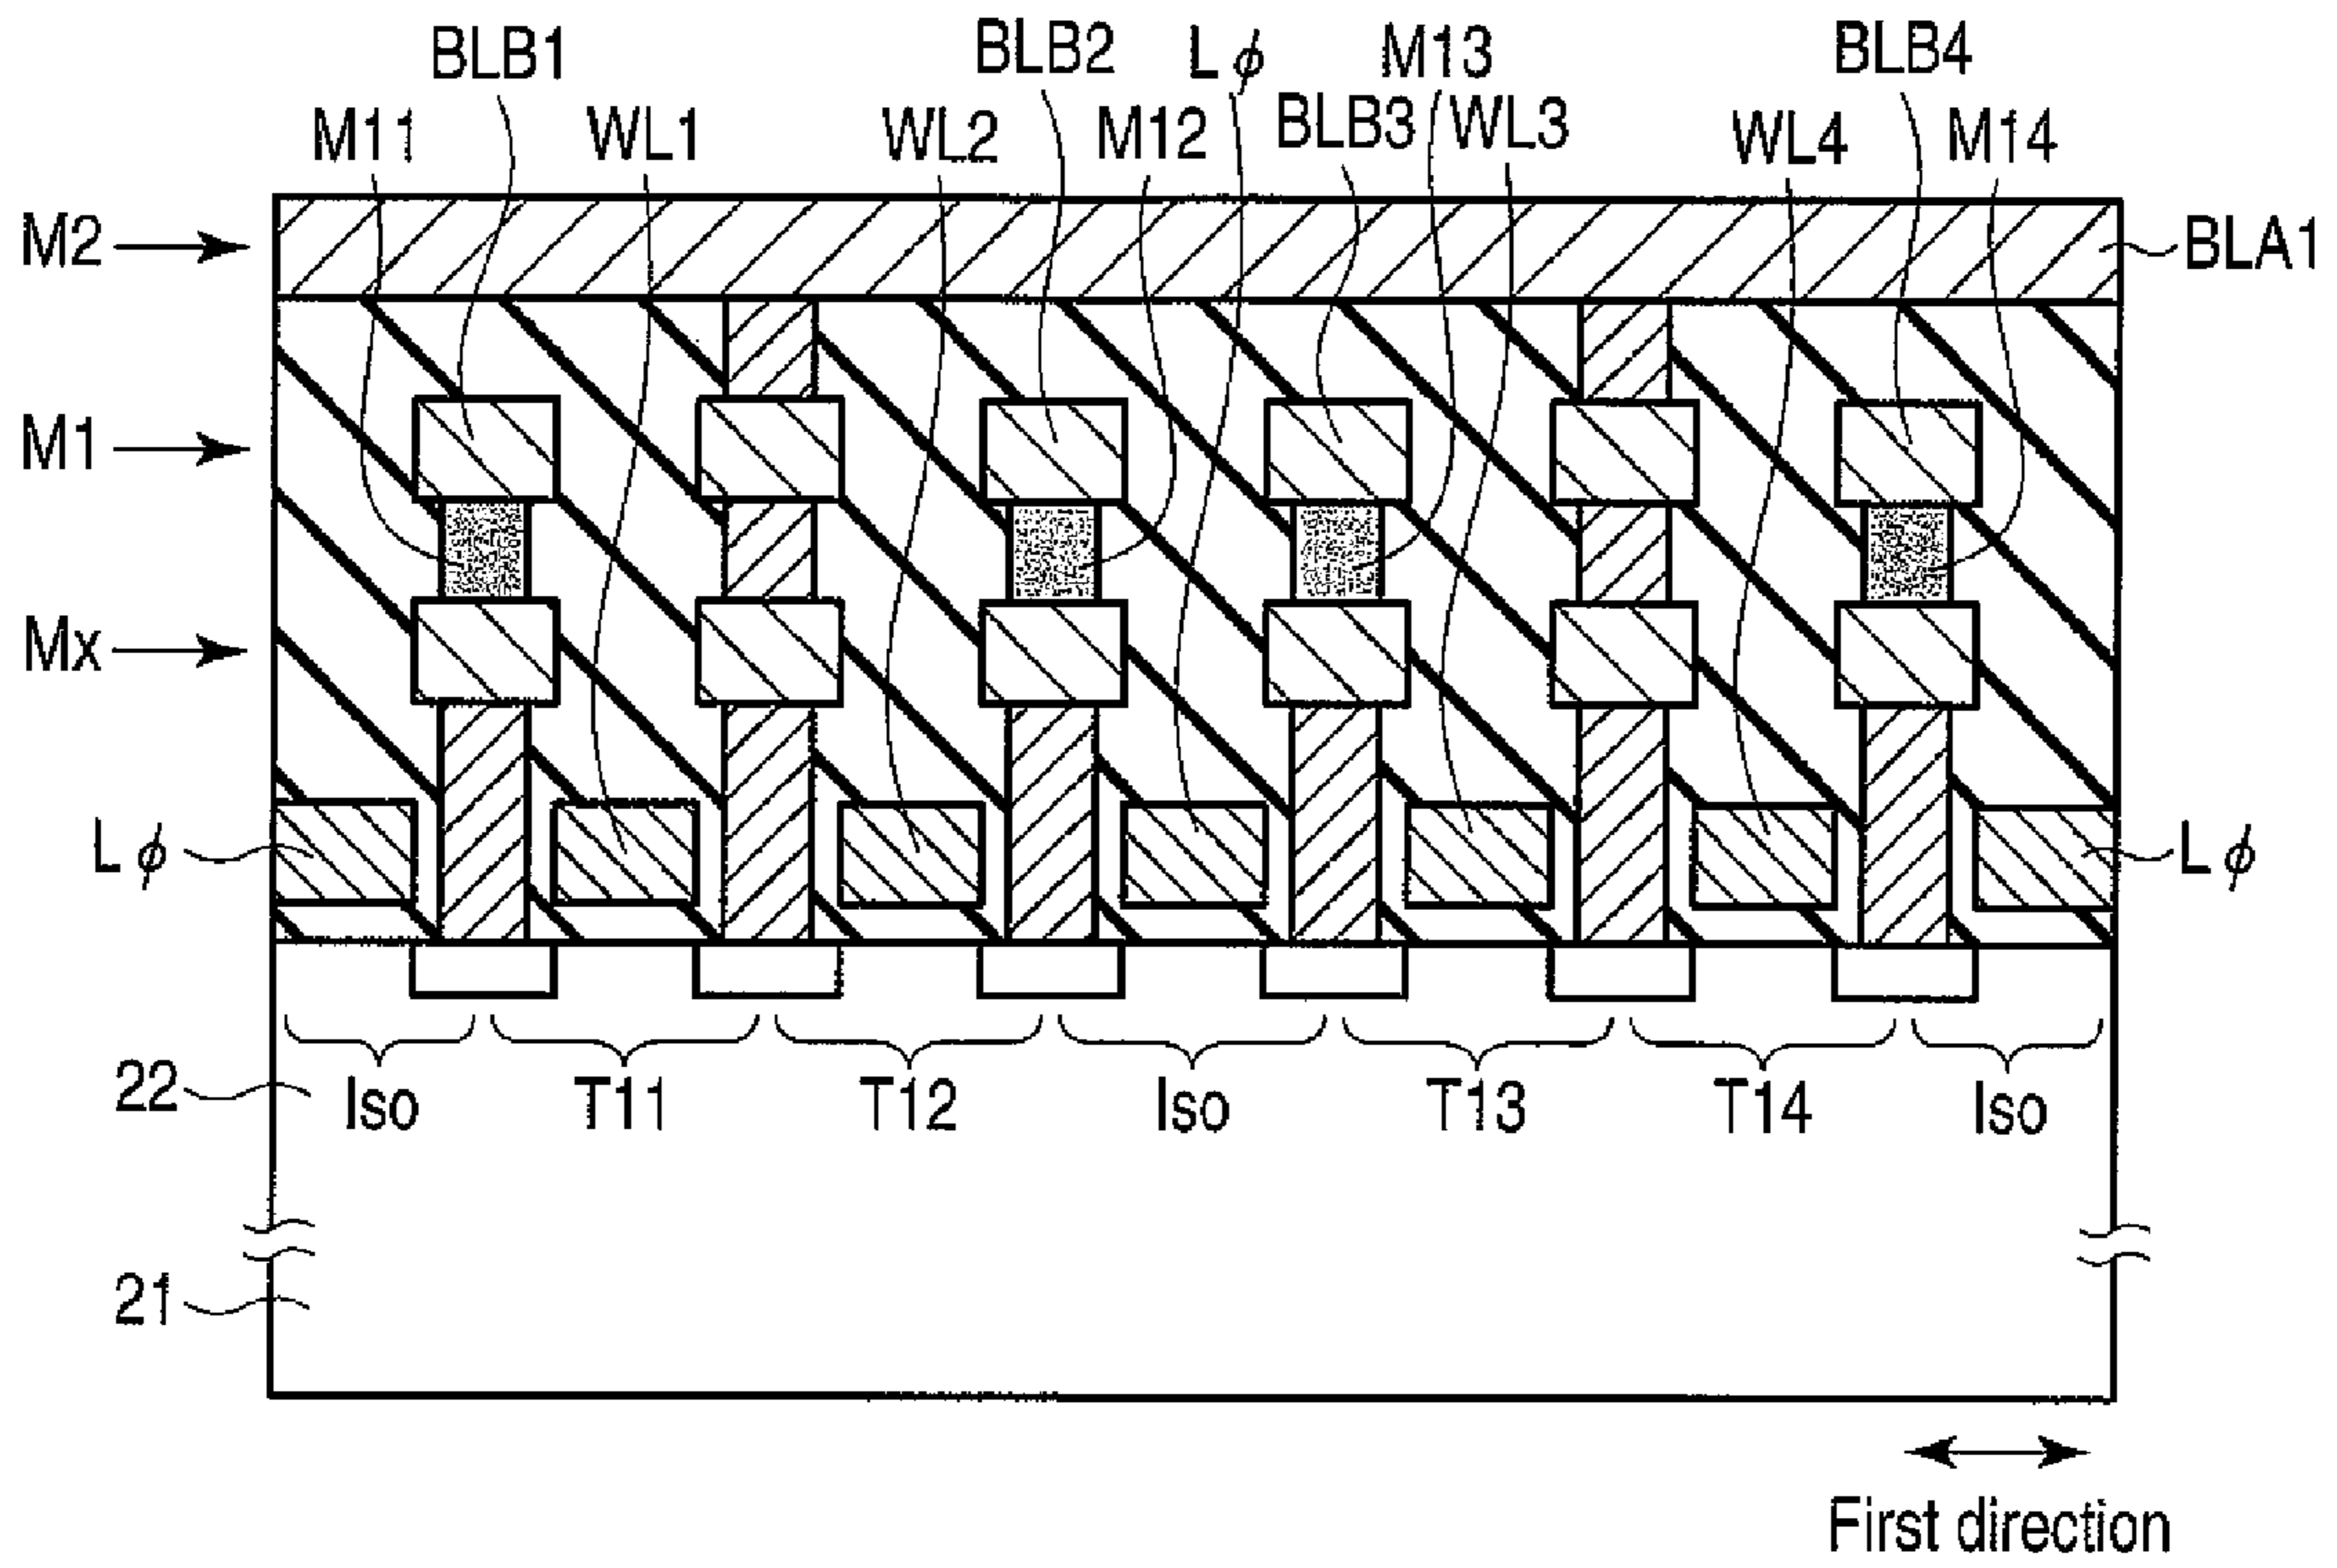 BLB1
BLB2
Lϕ
M13
BLB4
M11
WL1
WL2
M12
BLB3
WL3
WL4
M14
M2
BLA1
M1
Mx
Lϕ
Lϕ
22
Iso
T11
T12
Iso
T13
T14
Iso
21
First direction